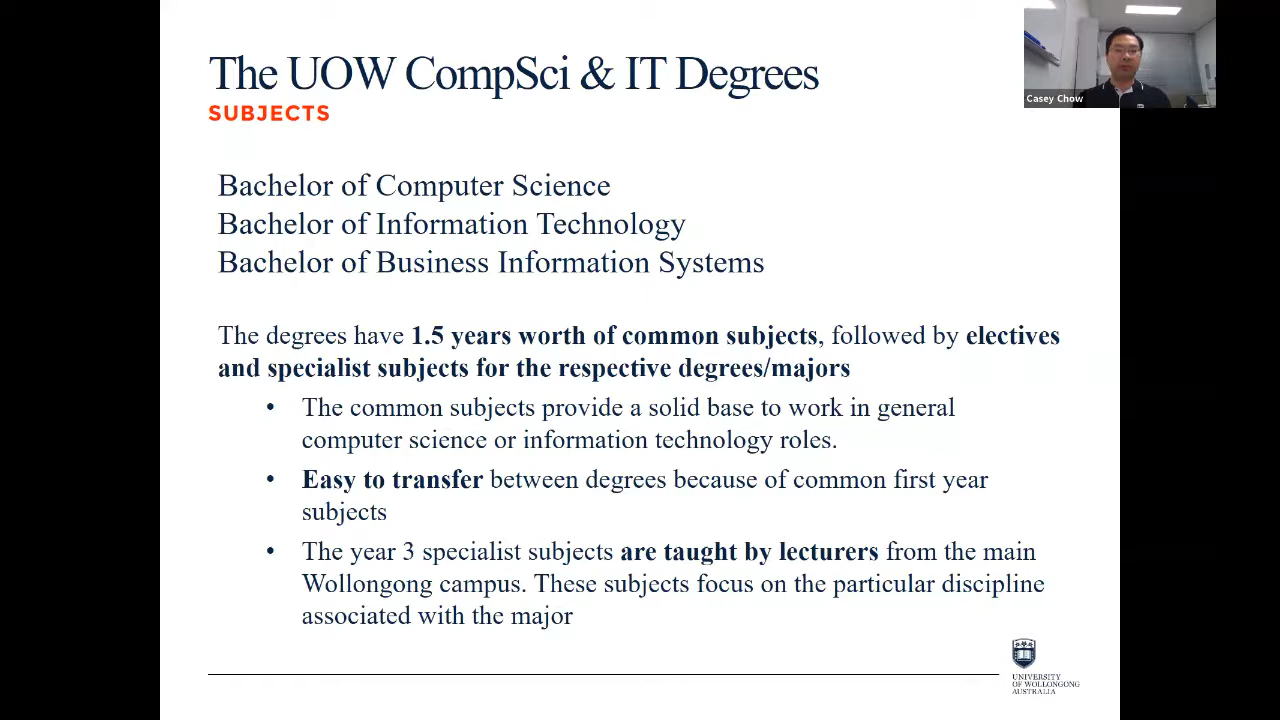 The UOW CompSci & IT Degrees
SUBJECTS
Casey Chow
Bachelor of Computer Science
Bachelor of Information Technology
Bachelor of Business Information Systems
The degrees have 1.5 years worth of common subjects, followed by electives
and specialist subjects for the respective degrees/majors
• The common subjects provide a solid base to work in general
computer science or information technology roles.
• Easy to transfer between degrees because of common first year
subjects
• The year 3 specialist subjects are taught by lecturers from the main
Wollongong campus. These subjects focus on the particular discipline
associated with the major
UNIVERSITY
OF WOLLONGONG
AUSTRALIA